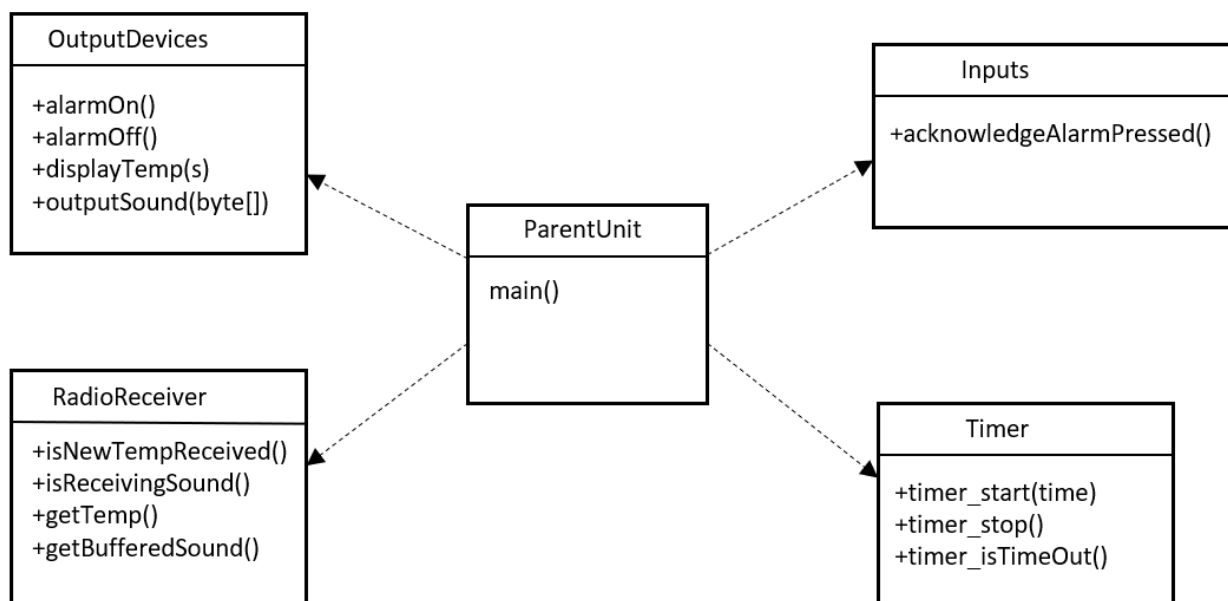 OutputDevices
+alarmOn()
+alarmOff()
+displayTemp(s)
+outputSound(byte[])
Inputs
+acknowledgeAlarmPressed()
ParentUnit
main()
RadioReceiver
+isNewTempReceived()
+isReceivingSound()
+getTemp()
+getBufferedSound()
Timer
+timer_start(time)
+timer_stop()
+timer_isTimeOut()